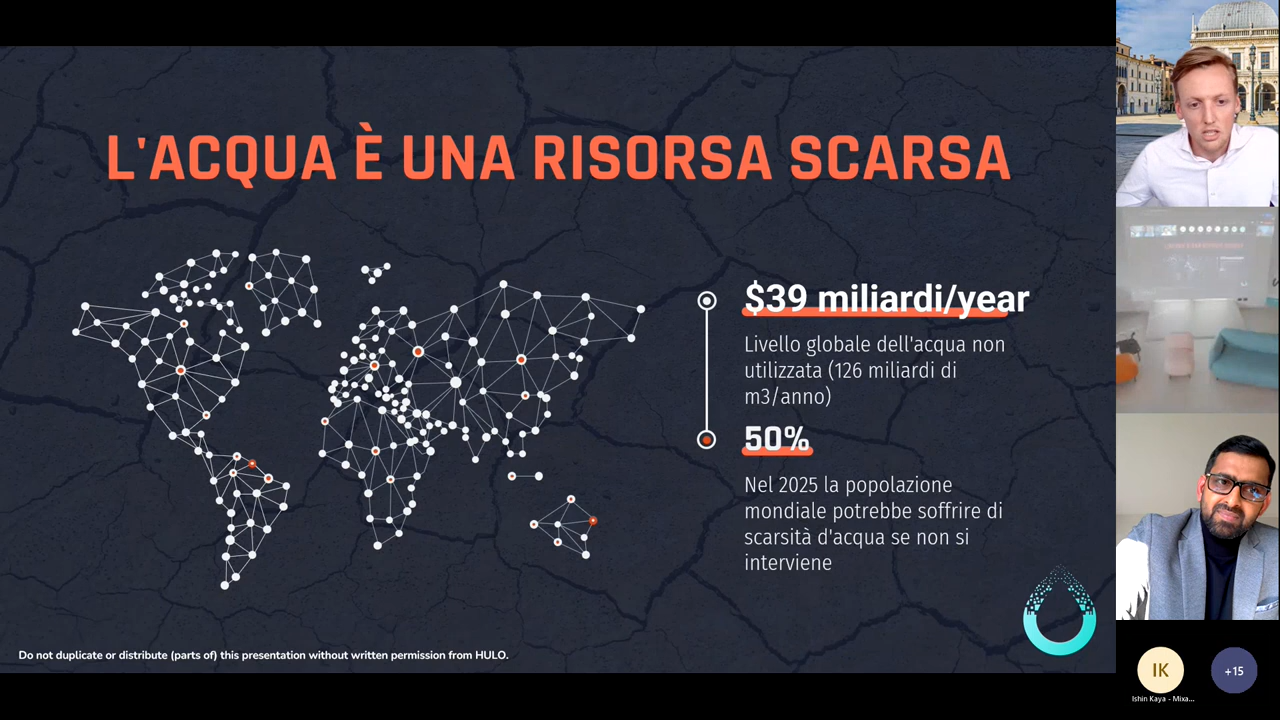 L'ACQUA È UNA RISORSA SCARSA
$39 miliardi/year
Livello globale dell'acqua non
utilizzata (126 miliardi di
m3/anno)
50%
Nel 2025 la popolazione
mondiale potrebbe soffrire di
scarsità d'acqua se non si
interviene
Do not duplicate or distribute (parts of) this presentation without written permission from HULO.
IK
+15
Ishin Kaya - Mixa...